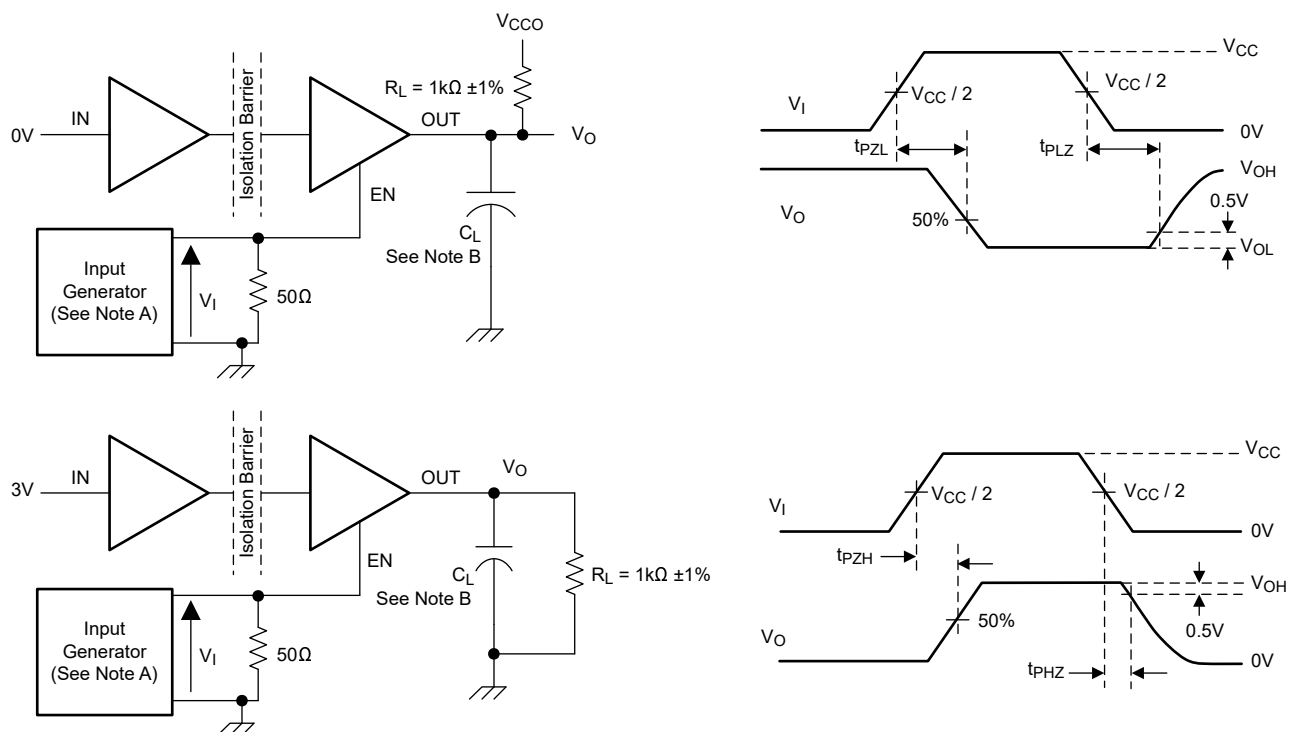 VCCO
RL = 1kΩ ±1%
IN
OUT
0V
VO
Isolation Barrier
EN
CL
See Note B
Input
Generator
(See Note A)
VI
50Ω
VCC
VCC / 2
VCC / 2
VI
0V
tPZL
tPLZ
VOH
0.5V
VO
50%
VOL
IN
OUT
3V
VO
Isolation Barrier
EN
CL
See Note B
RL = 1kΩ ±1%
Input
Generator
(See Note A)
VI
50Ω
VCC
VCC / 2
VCC / 2
VI
0V
tPZH
VOH
50%
0.5V
VO
tPHZ
0V